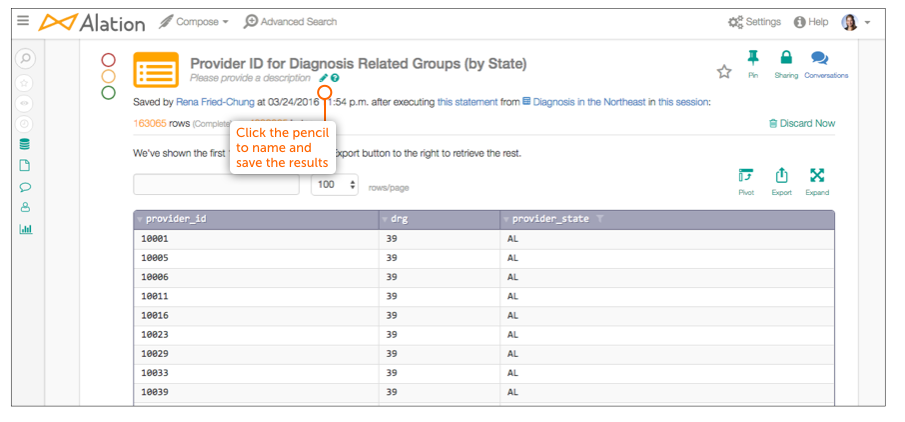 Alation Compose Advanced Search Settings Help
Provider ID for Diagnosis Related Groups (by State)
Please provide a description
Pin Sharing Conversations
Saved by Rena Fried-Chung at 03/24/2016 1:54 p.m. after executing this statement from Diagnosis in the Northeast in this session:
163065 rows (Complete
Discard Now
Click the pencil
to name and
save the results
We've shown the first Export button to the right to retrieve the rest.
100 rows/page
Pivot Export Expand
provider_id drg provider_state
10001 39 AL
10005 39 AL
10006 39 AL
10011 39 AL
10016 39 AL
10023 39 AL
10029 39 AL
10033 39 AL
10039 39 AL